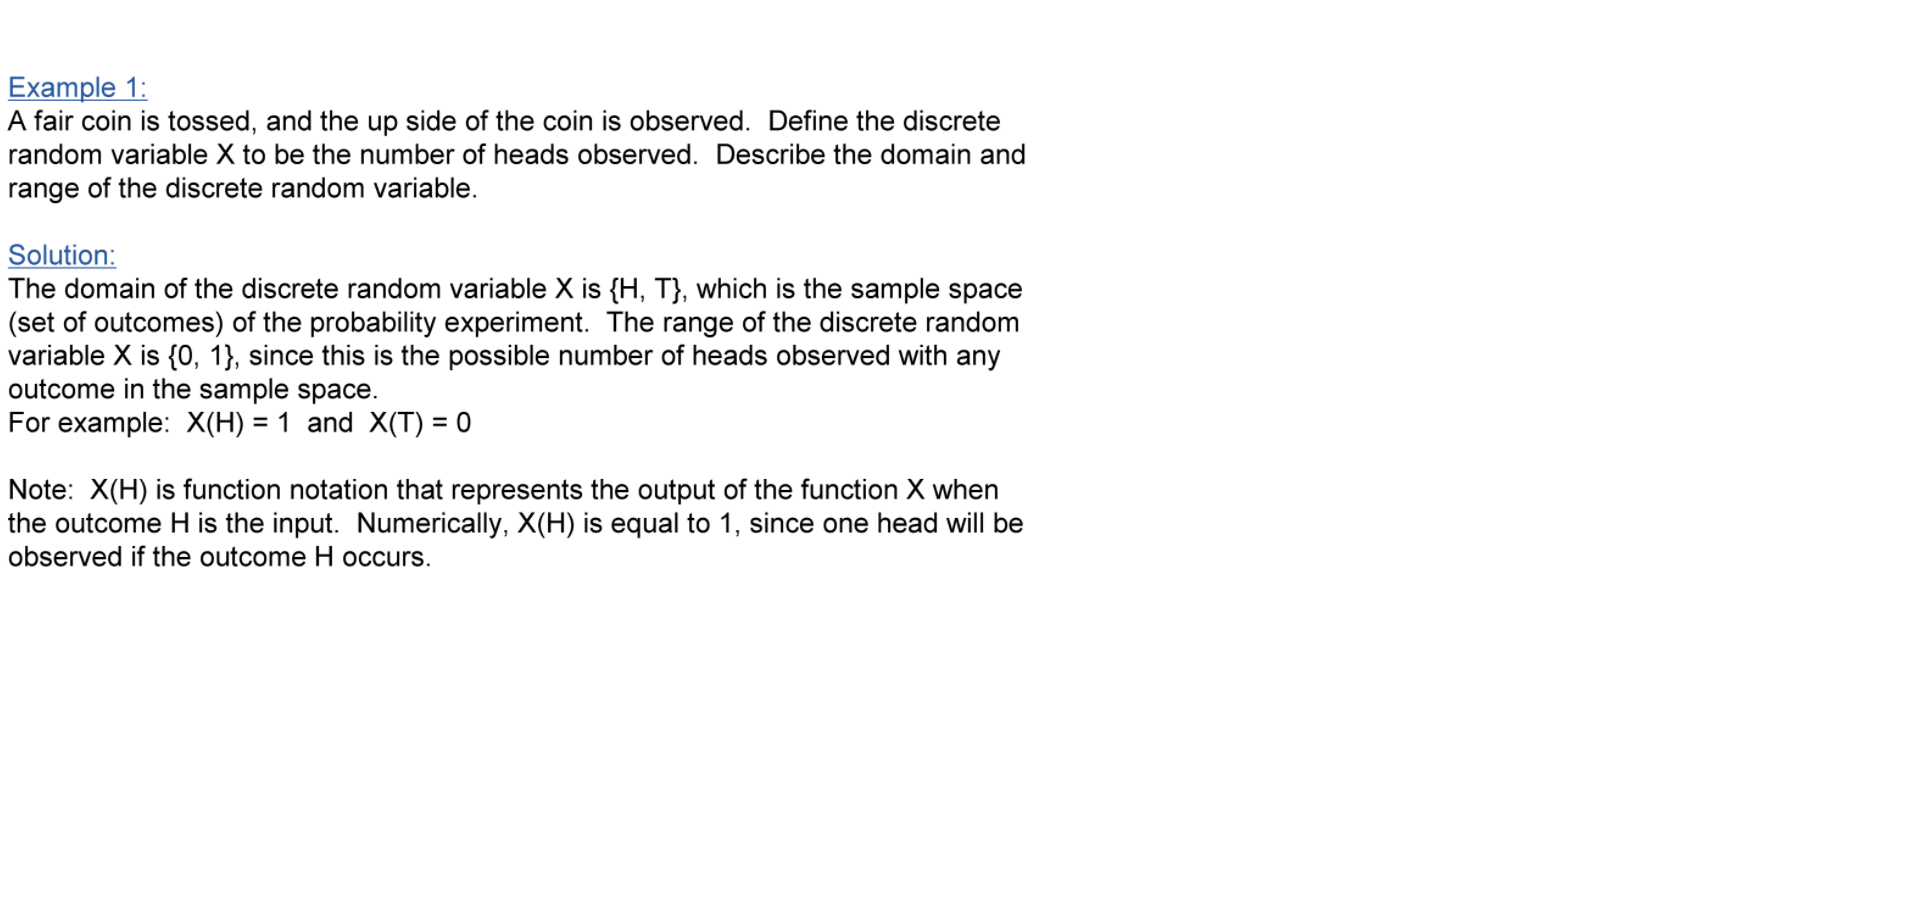 Example 1:
A fair coin is tossed, and the up side of the coin is observed.  Define the discrete
random variable X to be the number of heads observed.  Describe the domain and
range of the discrete random variable.
Solution:
The domain of the discrete random variable X is {H, T}, which is the sample space
(set of outcomes) of the probability experiment.  The range of the discrete random
variable X is {0, 1}, since this is the possible number of heads observed with any
outcome in the sample space.
For example:  X(H) = 1  and  X(T) = 0
Note:  X(H) is function notation that represents the output of the function X when
the outcome H is the input.  Numerically, X(H) is equal to 1, since one head will be
observed if the outcome H occurs.